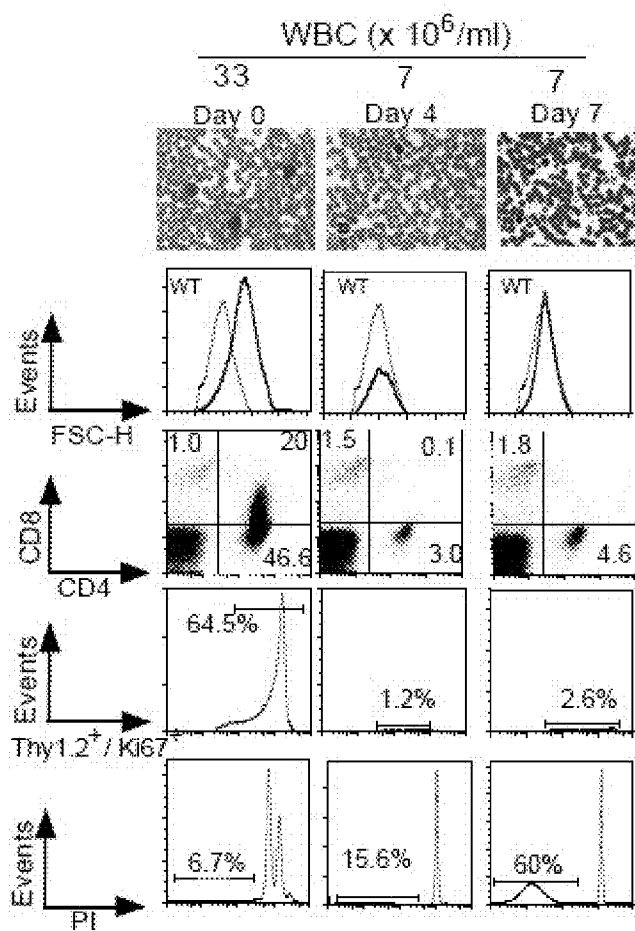 WBC (x 10⁶/ml)
33 7 7
Day 0 Day 4 Day 7
WT WT WT
Events
FSC-H
1.0 20 1.5 0.1 1.8
CD8
46.6 3.0 4.6
CD4
64.5% 1.2% 2.6%
Events
Thy1.2⁺/ Ki67⁺
6.7% 15.6% 60%
Events
PI